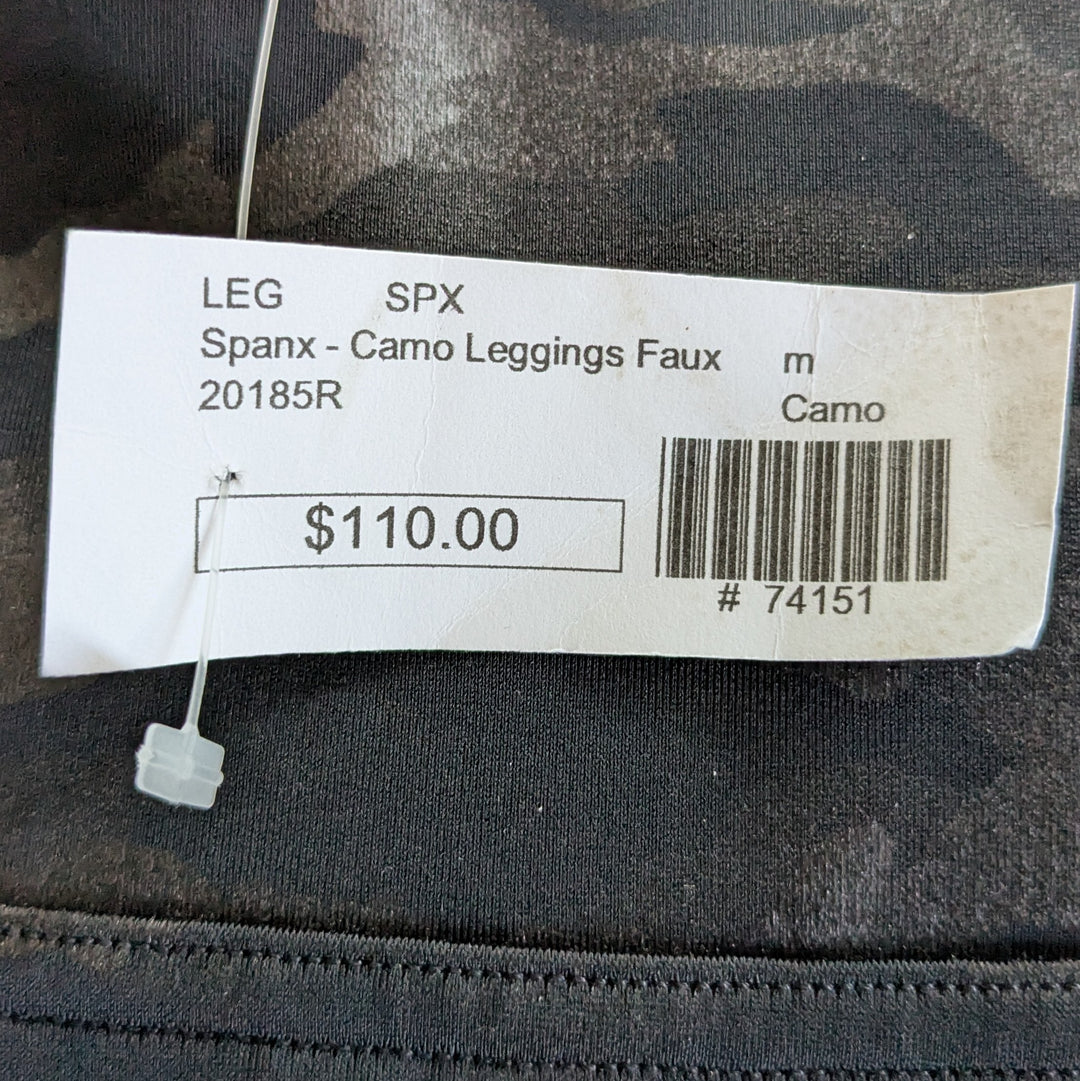 LEG SPX
Spanx - Camo Leggings Faux m
20185R Camo
$110.00
# 74151